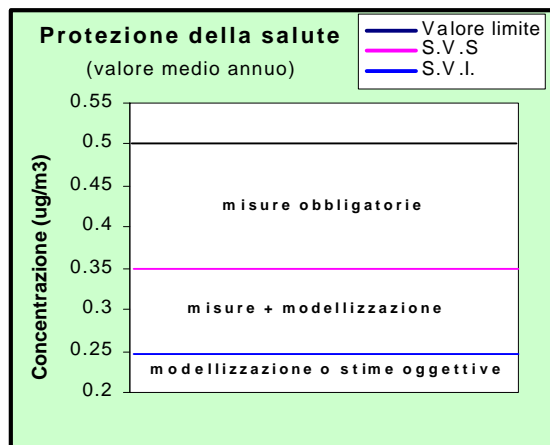 Protezione della salute
(valore medio annuo)
Valore limite
S.V.S
S.V.I.
Concentrazione (ug/m3)
0.55
0.5
0.45
0.4
0.35
0.3
0.25
0.2
misure obbligatorie
misure + modellizzazione
modellizzazione o stime oggettive